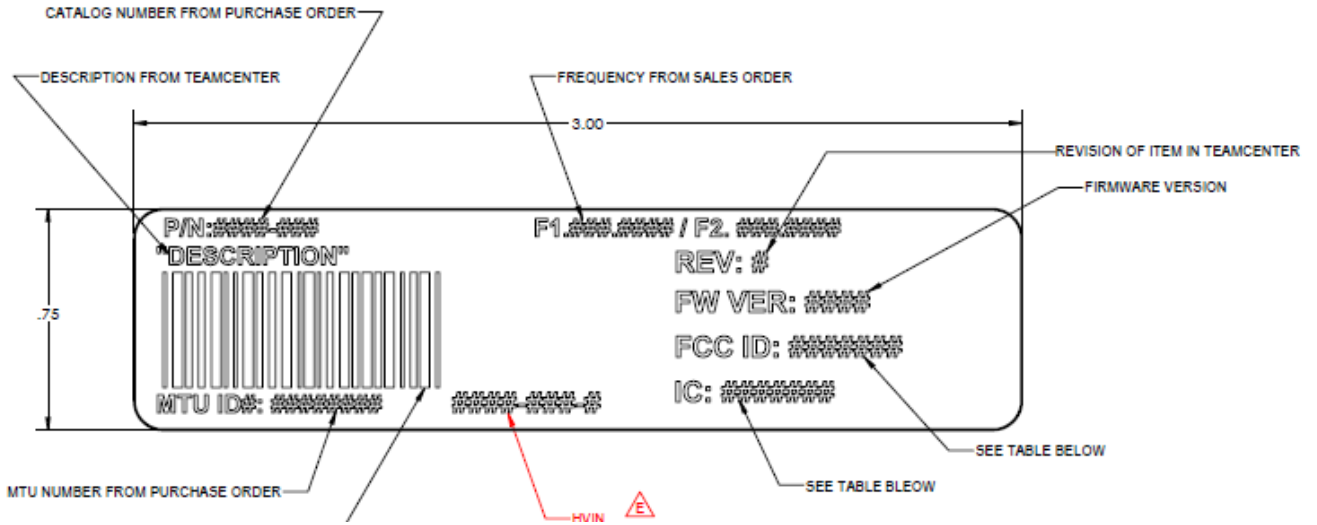 CATALOG NUMBER FROM PURCHASE ORDER
DESCRIPTION FROM TEAMCENTER
FREQUENCY FROM SALES ORDER
3.00
REVISION OF ITEM IN TEAMCENTER
FIRMWARE VERSION
P/N:####-###
F1.###.#### / F2. ###.####
"DESCRIPTION"
REV: #
.75
FW VER: ####
FCC ID: ########
IC: #########
MTU ID#: ########
####-###-#
SEE TABLE BELOW
SEE TABLE BLEOW
MTU NUMBER FROM PURCHASE ORDER
HVIN
E